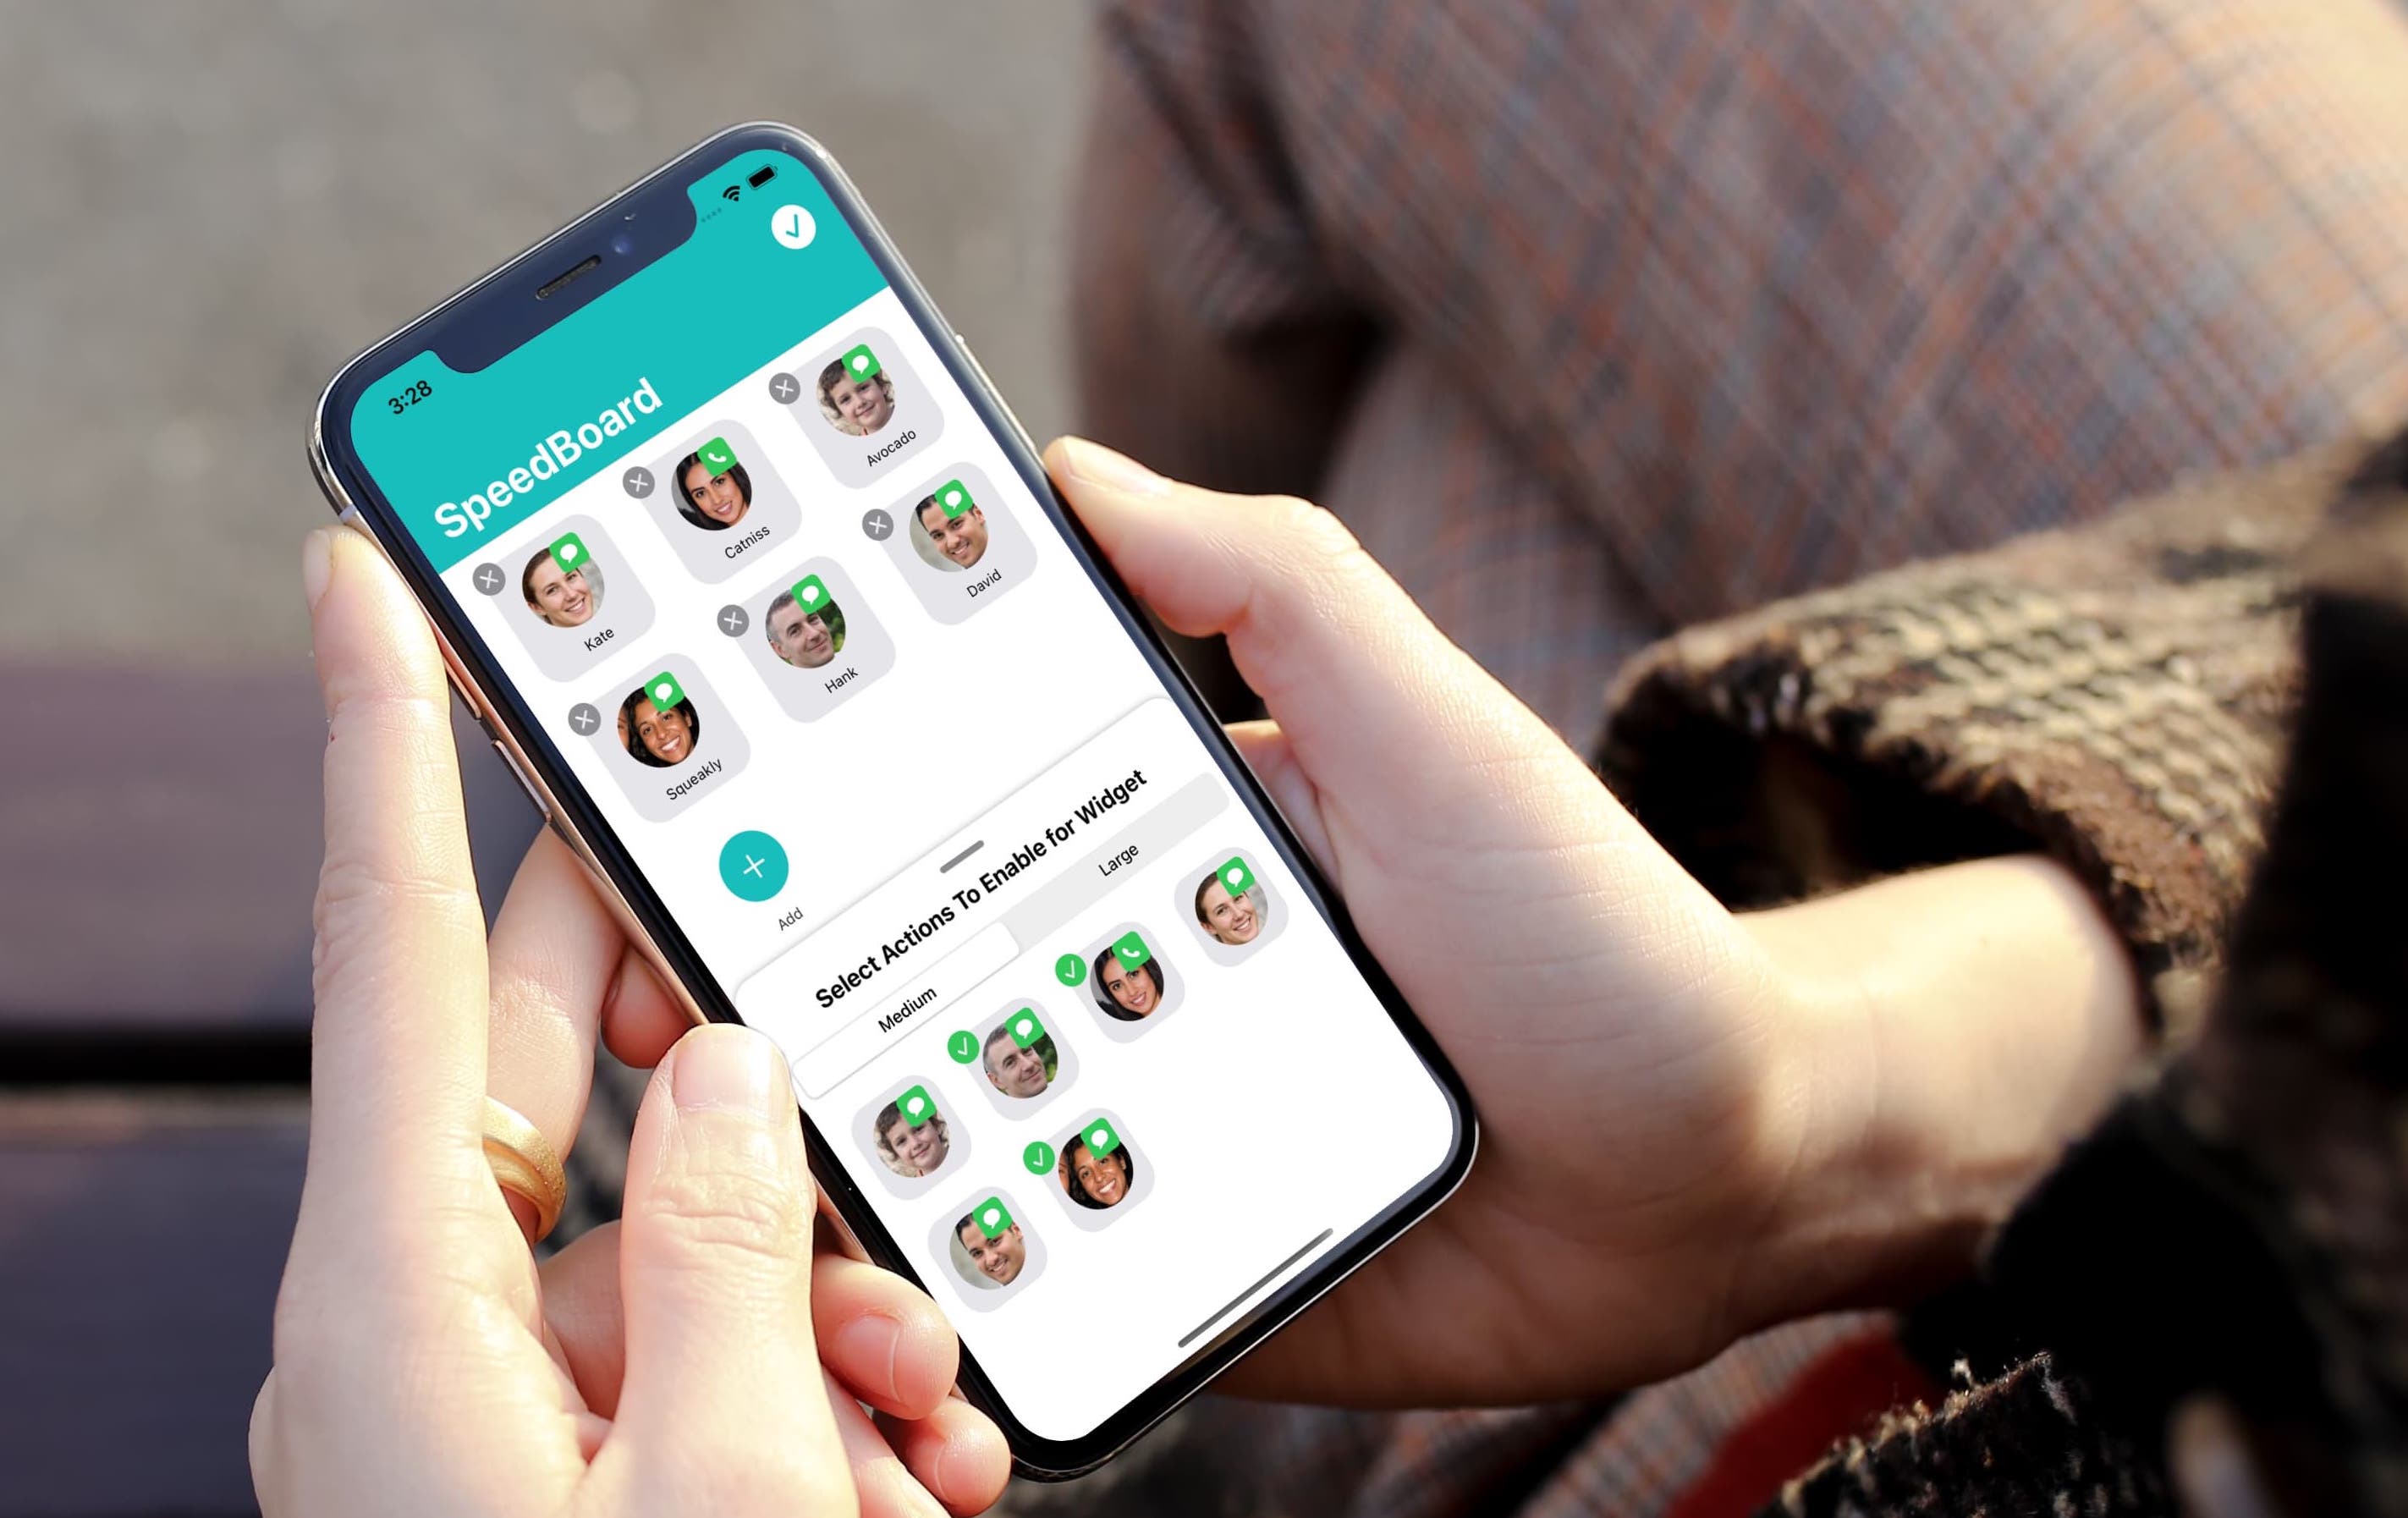 3:28
SpeedBoard
Kate
Catniss
Avocado
Squeakly
Hank
David
Add
Select Actions To Enable for Widget
Medium
Large